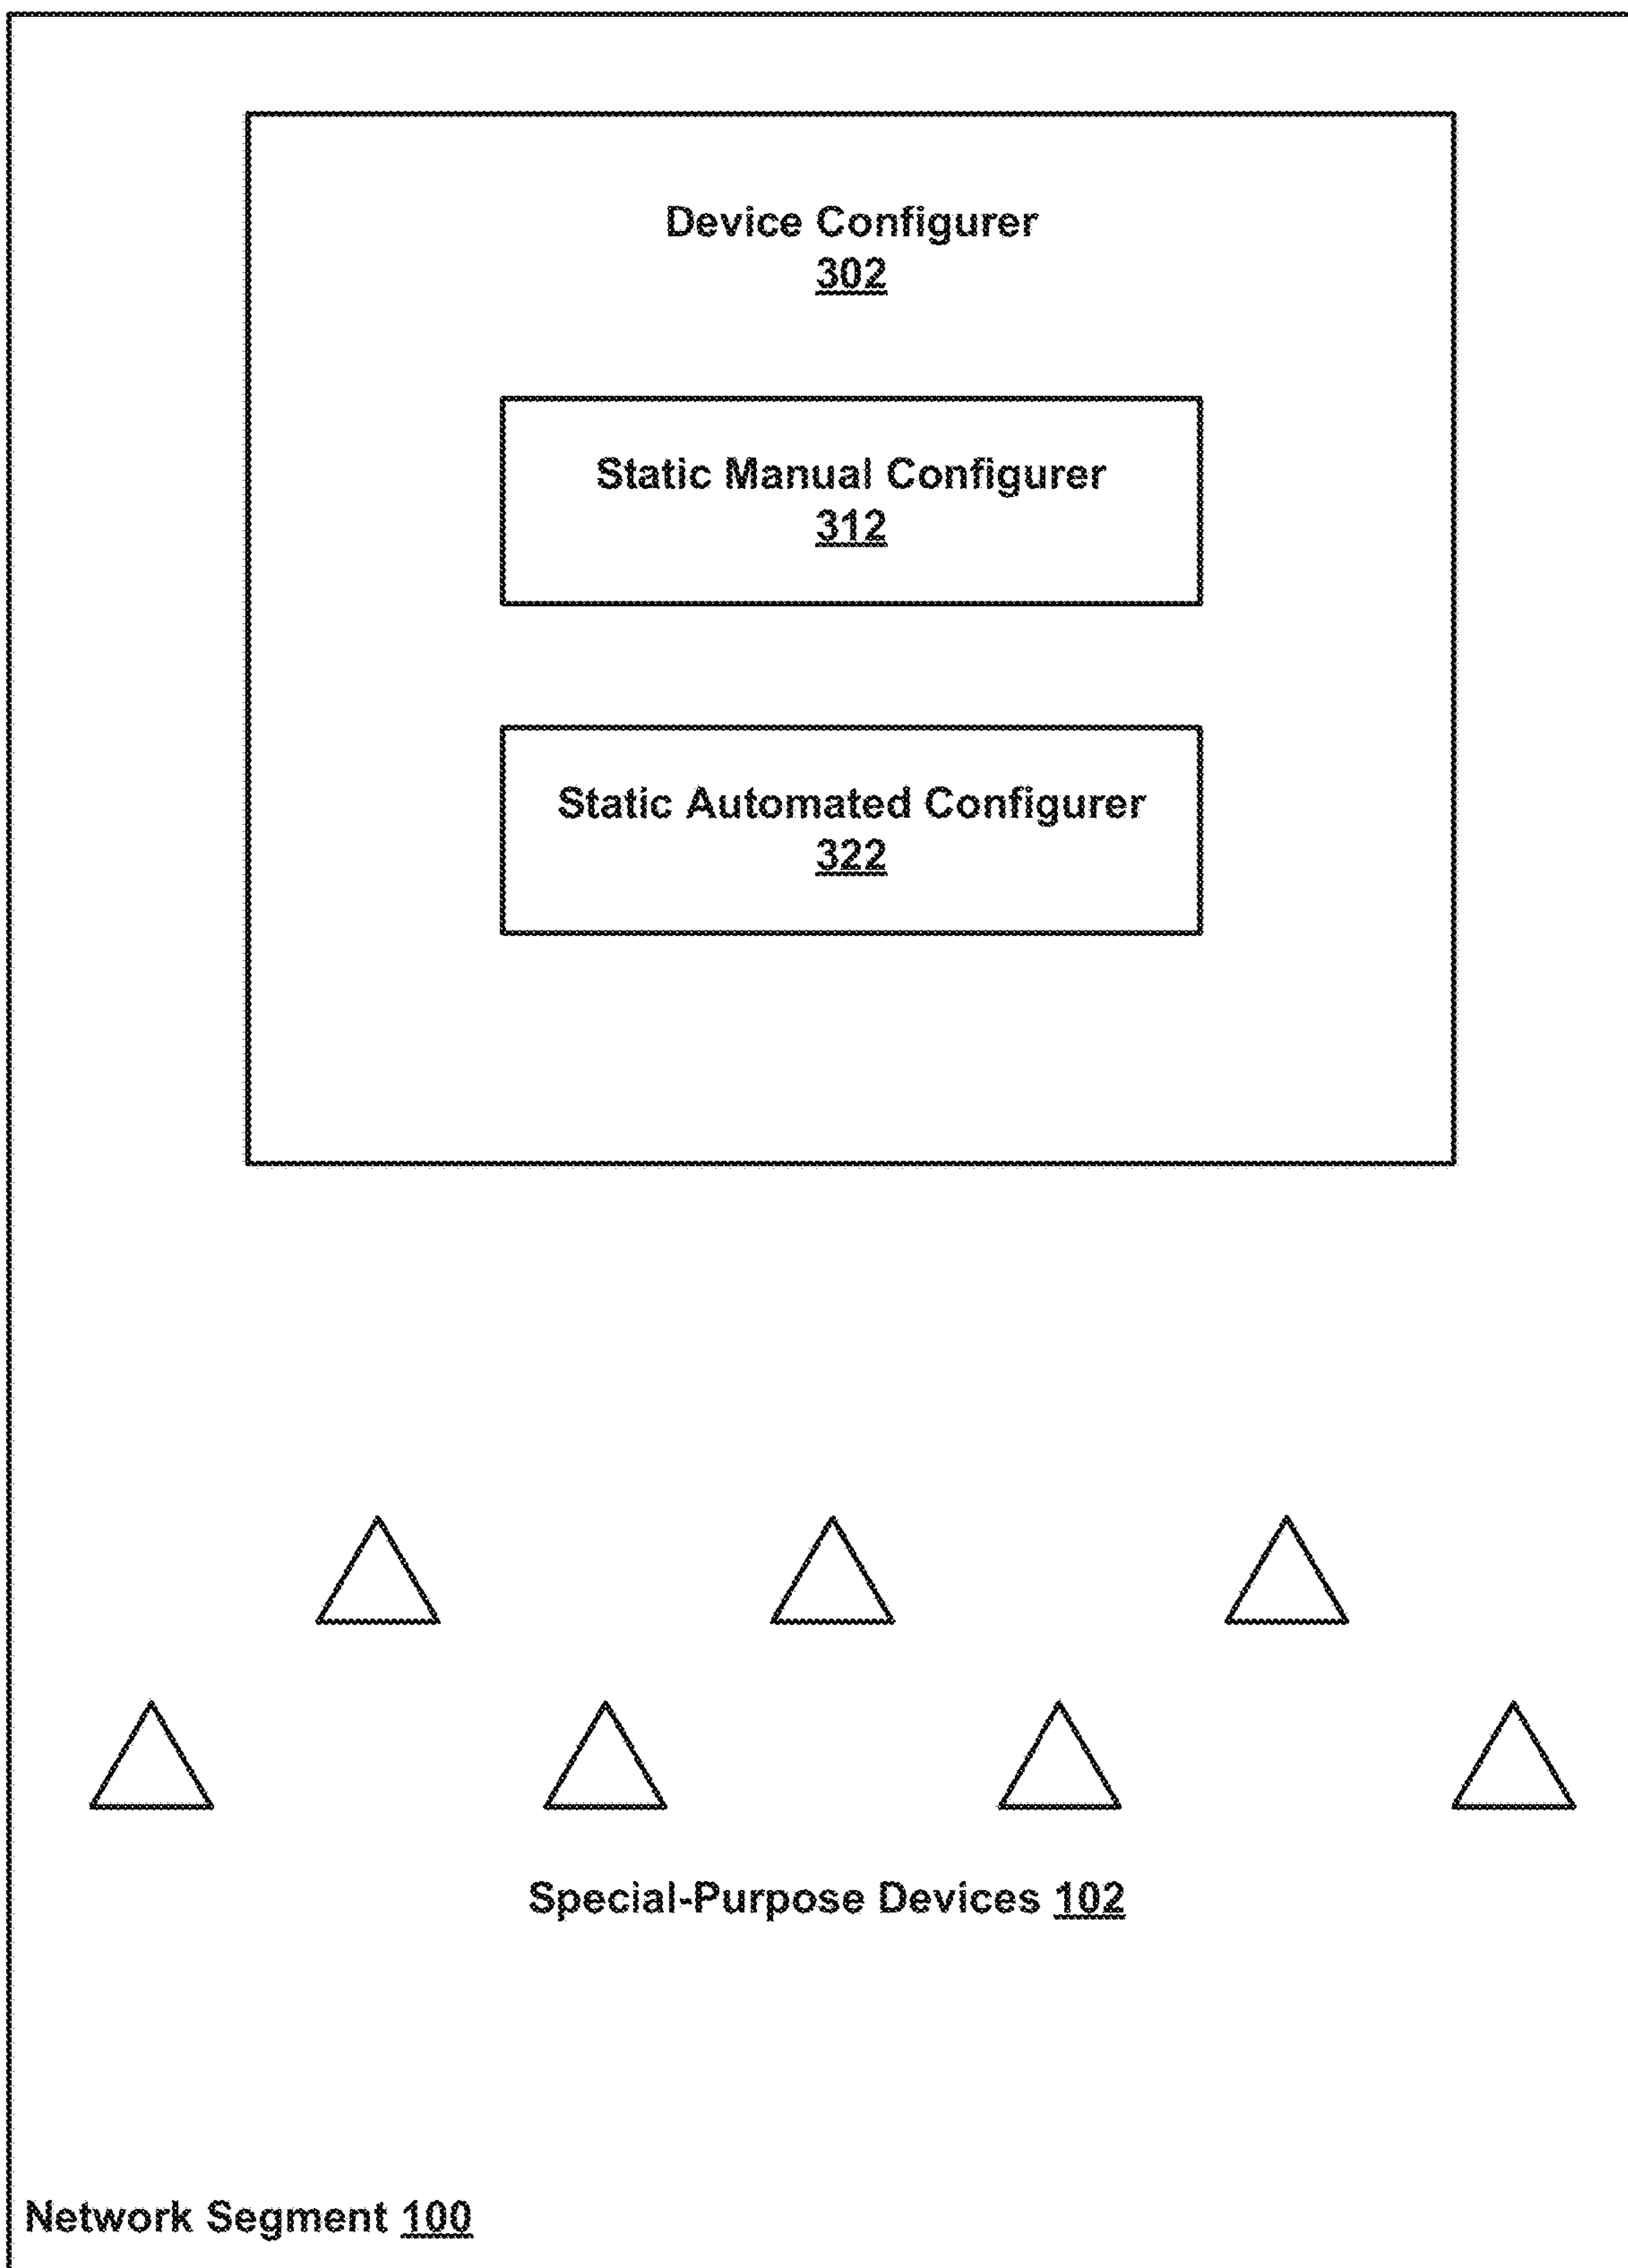 Device Configurer
302
Static Manual Configurer
312
Static Automated Configurer
322
Special-Purpose Devices 102
Network Segment 100